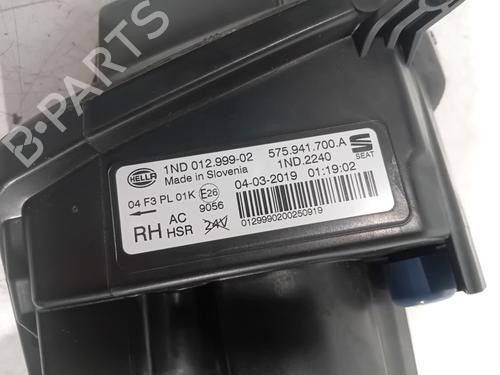 B-PARTS
HELLA
1ND 012.999-02 575.941.700.A
Made in Slovenia 1ND.2240
SEAT
04-03-2019 01:19:02
04 F3 PL 01K E26
9056
RH AC
HSR 24V
0129990200250919